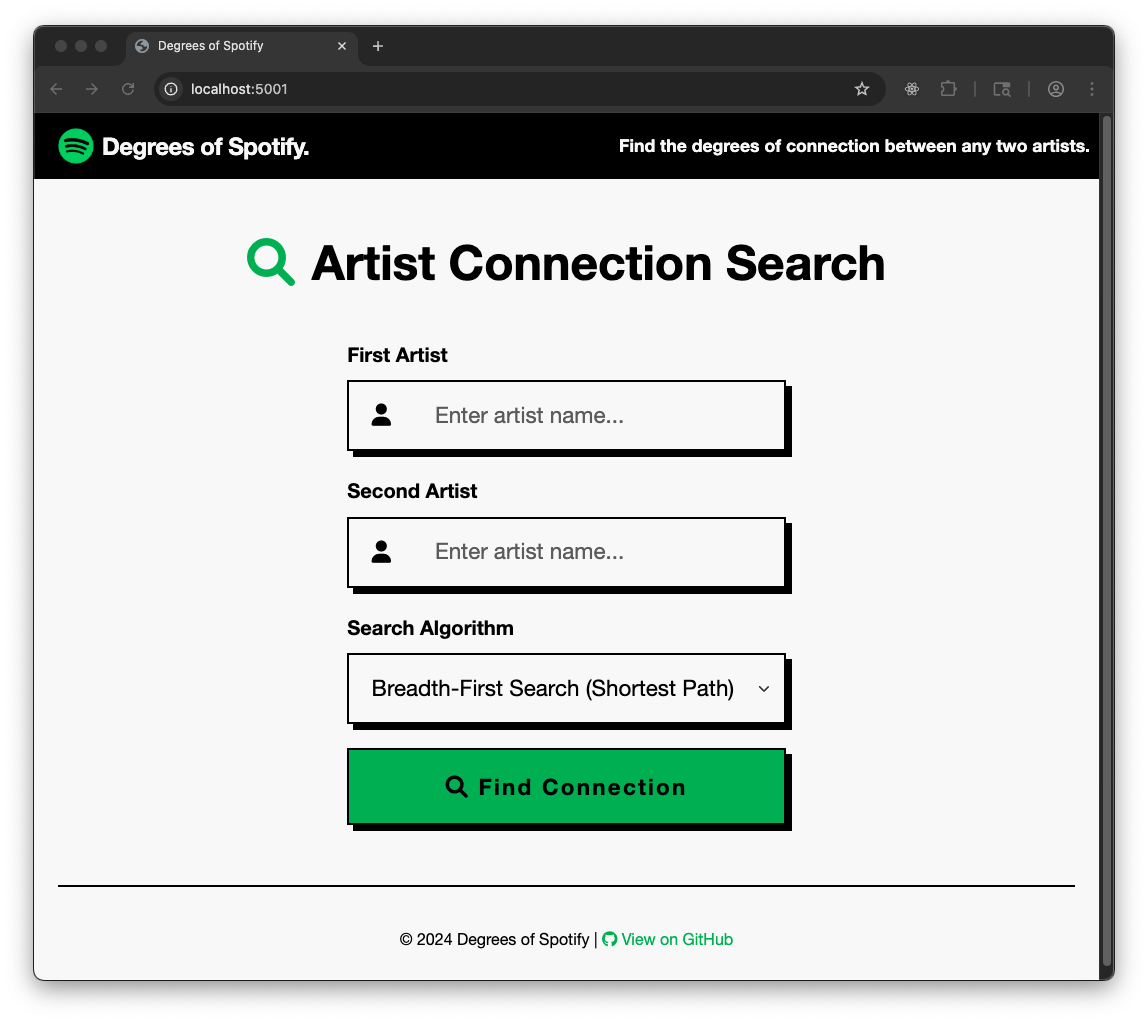 Degrees of Spotify
localhost:5001
Degrees of Spotify.
Find the degrees of connection between any two artists.
Artist Connection Search
First Artist
Enter artist name...
Second Artist
Enter artist name...
Search Algorithm
Breadth-First Search (Shortest Path)
Find Connection
© 2024 Degrees of Spotify | View on GitHub